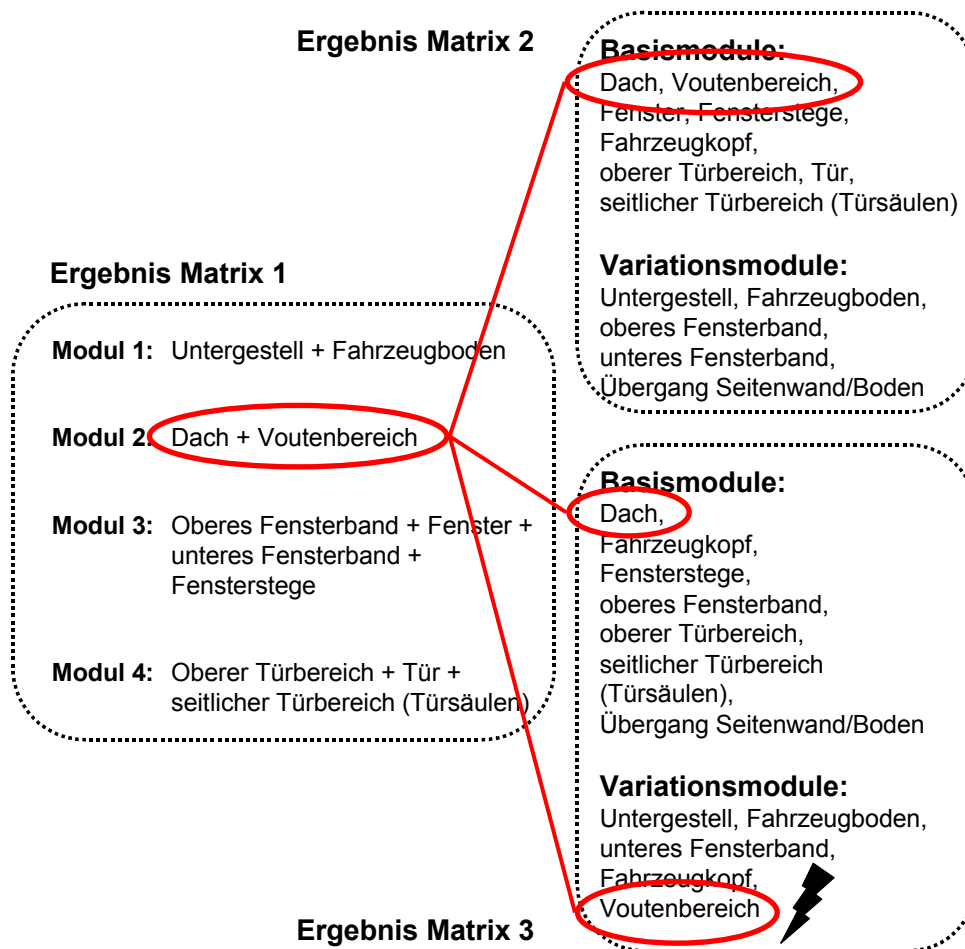 Ergebnis Matrix 2
Basismodule:
Dach, Voutenbereich,
Fenster, Fensterstege,
Fahrzeugkopf,
oberer Türbereich, Tür,
seitlicher Türbereich (Türsäulen)
Variationsmodule:
Untergestell, Fahrzeugboden,
oberes Fensterband,
unteres Fensterband,
Übergang Seitenwand/Boden
Ergebnis Matrix 1
Modul 1: Untergestell + Fahrzeugboden
Modul 2: Dach + Voutenbereich
Modul 3: Oberes Fensterband + Fenster +
unteres Fensterband +
Fensterstege
Modul 4: Oberer Türbereich + Tür +
seitlicher Türbereich (Türsäulen)
Basismodule:
Dach,
Fahrzeugkopf,
Fensterstege,
oberes Fensterband,
oberer Türbereich,
seitlicher Türbereich
(Türsäulen),
Übergang Seitenwand/Boden
Variationsmodule:
Untergestell, Fahrzeugboden,
unteres Fensterband,
Fahrzeugkopf,
Voutenbereich
Ergebnis Matrix 3